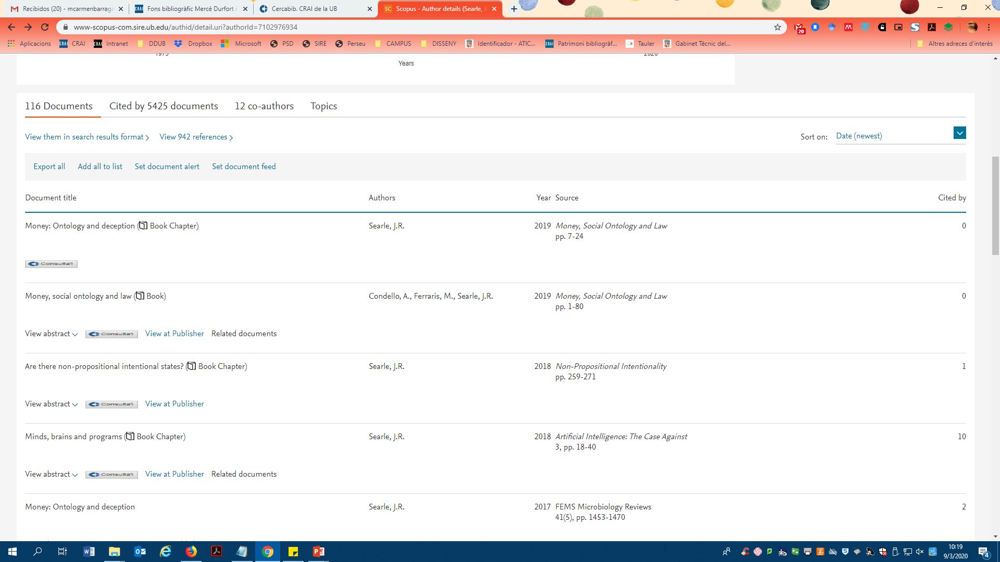 Recibidos (20) - mcarmenbarraga
Fons bibliogràfic Mercè Durfort i
Cercabib. CRAI de la UB
SC Scopus - Author details (Searle, J
www-scopus-com.sire.ub.edu/authid/detail.uri?authorId=7102976934
20
Aplicacions CRAI CRAI CRAI Intranet DDUB Dropbox Microsoft PSD SIRE Perseu CAMPUS DISSENY Identificador - ATIC... CRAI Patrimoni bibliogràf... Tauler Gabinet Tècnic del... Altres adreces d'interès
1975 2020
Years
116 Documents Cited by 5425 documents 12 co-authors Topics
View them in search results format View 942 references Sort on: Date (newest)
Export all Add all to list Set document alert Set document feed
Document title Authors Year Source Cited by
Money: Ontology and deception (Book Chapter) Searle, J.R. 2019 Money, Social Ontology and Law 0
pp. 7-24
Consulta'l
Money, social ontology and law (Book) Condello, A., Ferraris, M., Searle, J.R. 2019 Money, Social Ontology and Law 0
pp. 1-80
View abstract Consulta'l View at Publisher Related documents
Are there non-propositional intentional states? (Book Chapter) Searle, J.R. 2018 Non-Propositional Intentionality 1
pp. 259-271
View abstract Consulta'l View at Publisher
Minds, brains and programs (Book Chapter) Searle, J.R. 2018 Artificial Intelligence: The Case Against 10
3, pp. 18-40
View abstract Consulta'l View at Publisher Related documents
Money: Ontology and deception Searle, J.R. 2017 FEMS Microbiology Reviews 2
41(5), pp. 1453-1470
10:19
9/3/2020
4